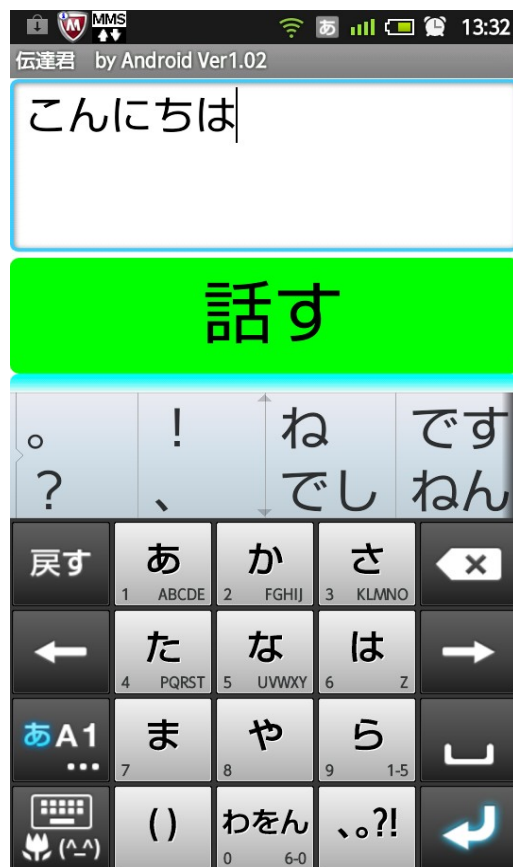 MMS あ 13:32
伝達君 by Android Ver1.02
こんにちは
話す
。 ！ ね です
？ 、 でし ねん
戻す あ か さ
1 ABCDE 2 FGHIJ 3 KLMNO
た な は
4 PQRST 5 UVWXY 6 Z
あA1 ま や ら
7 8 9 1-5
(^_^) () わをん 、。?!
0 6-0